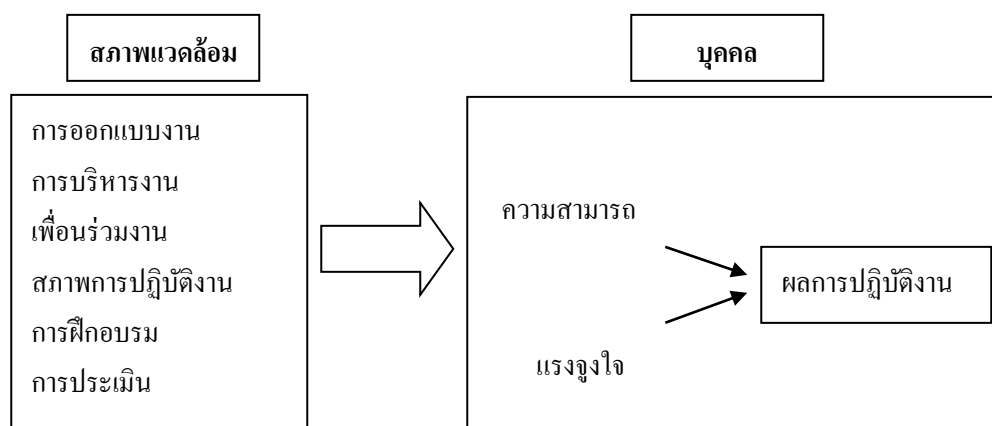 สภาพแวดล้อม
การออกแบบงาน
การบริหารงาน
เพื่อนร่วมงาน
สภาพการปฏิบัติงาน
การฝึกอบรม
การประเมิน
บุคคล
ความสามารถ
แรงจูงใจ
ผลการปฏิบัติงาน